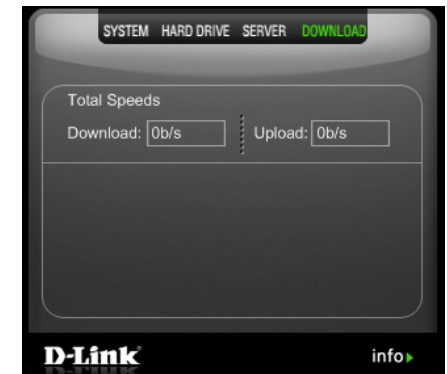 SYSTEM HARD DRIVE SERVER DOWNLOAD
Total Speeds
Download: 0b/s Upload: 0b/s
D-Link
info